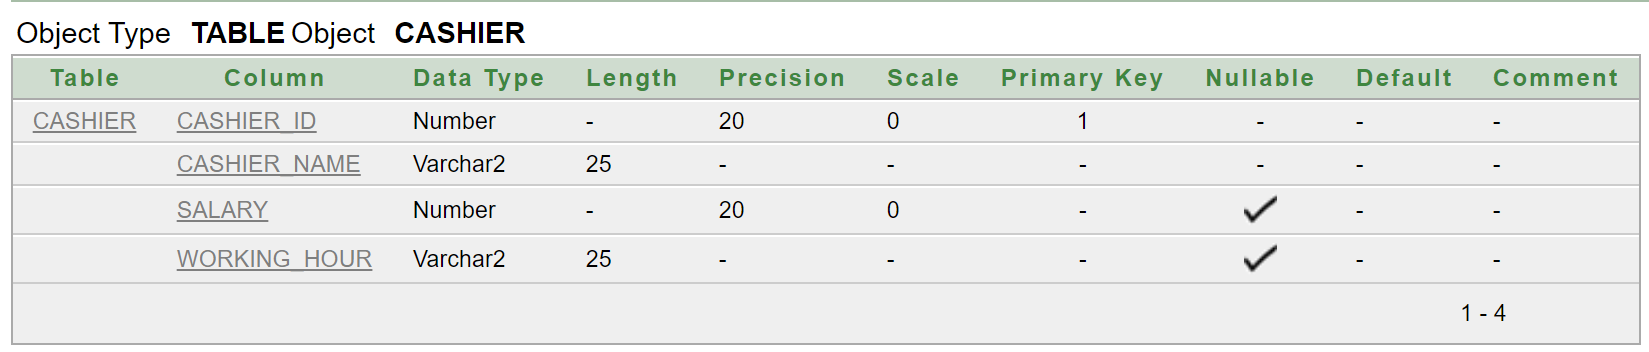 Object Type TABLE Object CASHIER
Table Column Data Type Length Precision Scale Primary Key Nullable Default Comment
CASHIER CASHIER_ID Number - 20 0 1 - - -
CASHIER_NAME Varchar2 25 - - - - - -
SALARY Number - 20 0 - ✓ - -
WORKING_HOUR Varchar2 25 - - - ✓ - -
1 - 4